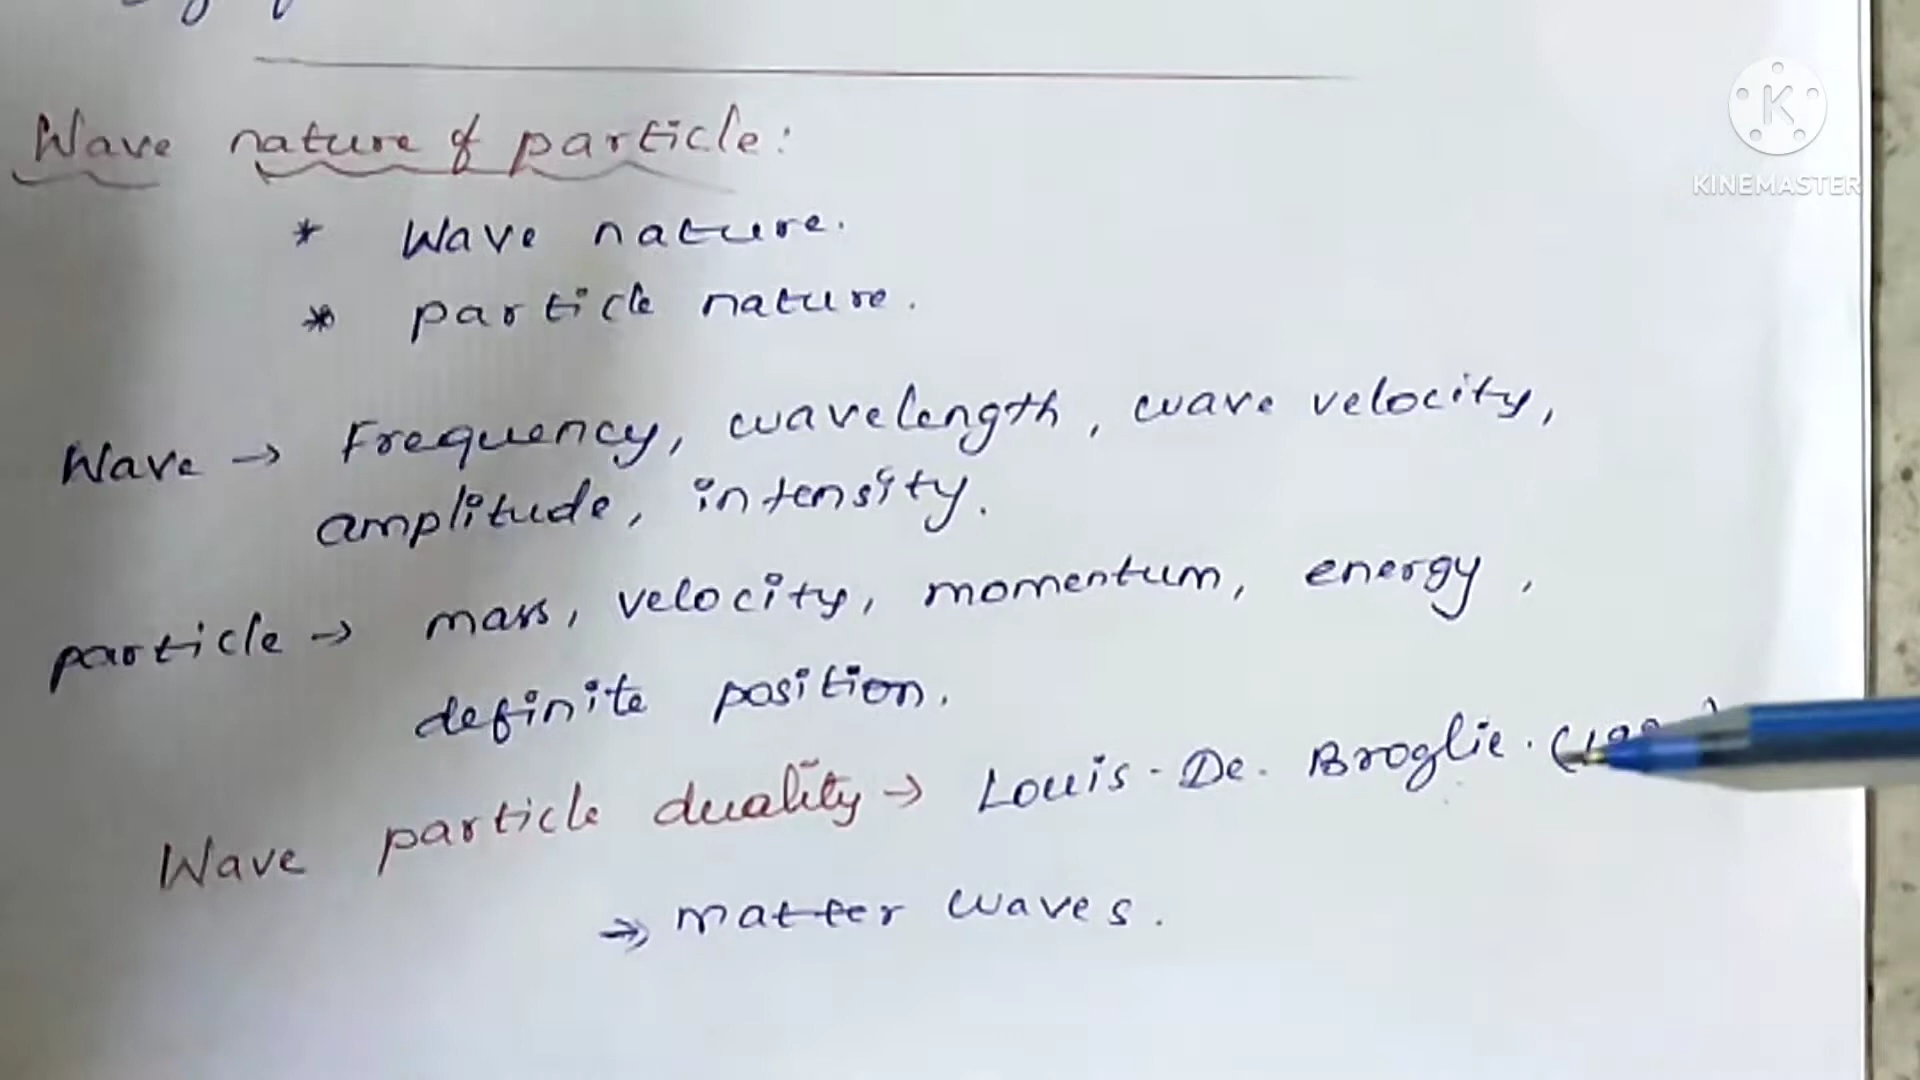 Wave nature of particle:
* Wave nature.
* particle nature.
Wave → Frequency, wavelength, wave velocity,
amplitude, intensity.
particle → mass, velocity, momentum, energy,
definite position.
Wave particle duality → Louis-De. Broglie.
⇒ matter waves.
K
KINEMASTER